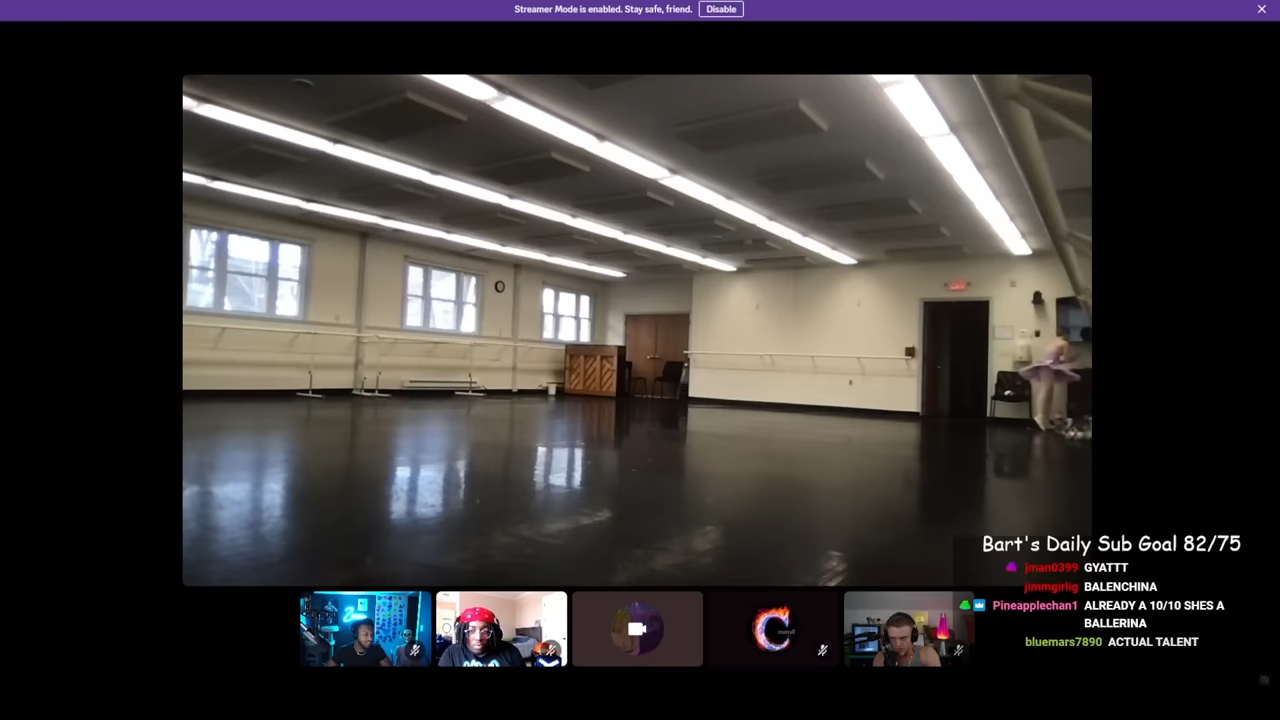 Streamer Mode is enabled. Stay safe, friend. Disable
Bart's Daily Sub Goal 82/75
jman0399 GYATTT
jimmgirlig BALENCHINA
Pineapplechan1 ALREADY A 10/10 SHES A
BALLERINA
bluemars7890 ACTUAL TALENT
C